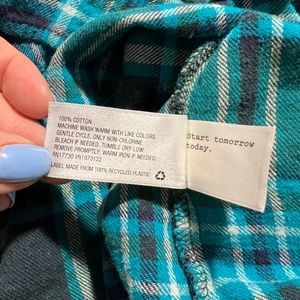 100% COTTON
MACHINE WASH WARM WITH LIKE COLORS,
GENTLE CYCLE, ONLY NON-CHLORINE
BLEACH IF NEEDED, TUMBLE DRY LOW
REMOVE PROMPTLY, WARM IRON IF NEEDED.
RN17730 VN1973122
LABEL MADE FROM 100% RECYCLED PLASTIC
Start tomorrow
today.